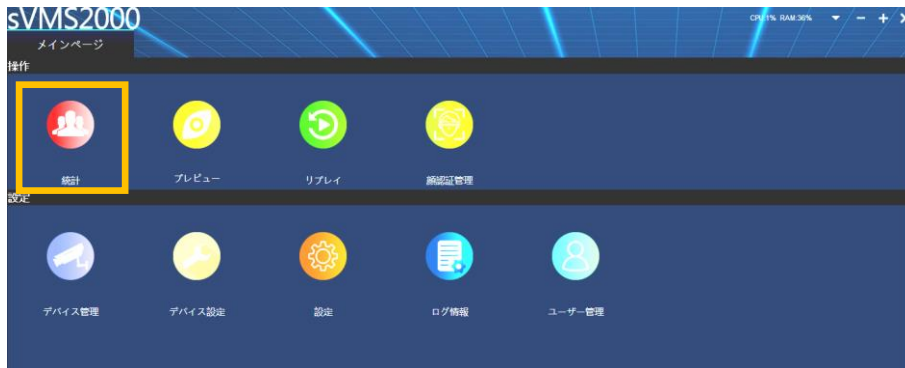 sVMS2000
CPU:1% RAM:36%
メインページ
操作
統計 プレビュー リプレイ 顔認証管理
設定
デバイス管理 デバイス設定 設定 ログ情報 ユーザー管理